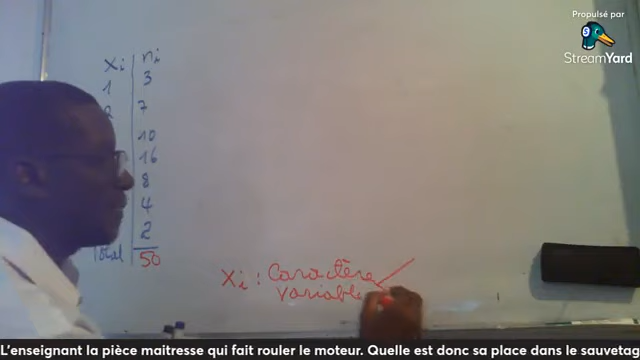 Propulsé par
StreamYard
xi ni
1 3
7
10
16
8
4
2
Total 50
Xi : Caractère
Variable
L'enseignant la pièce maitresse qui fait rouler le moteur. Quelle est donc sa place dans le